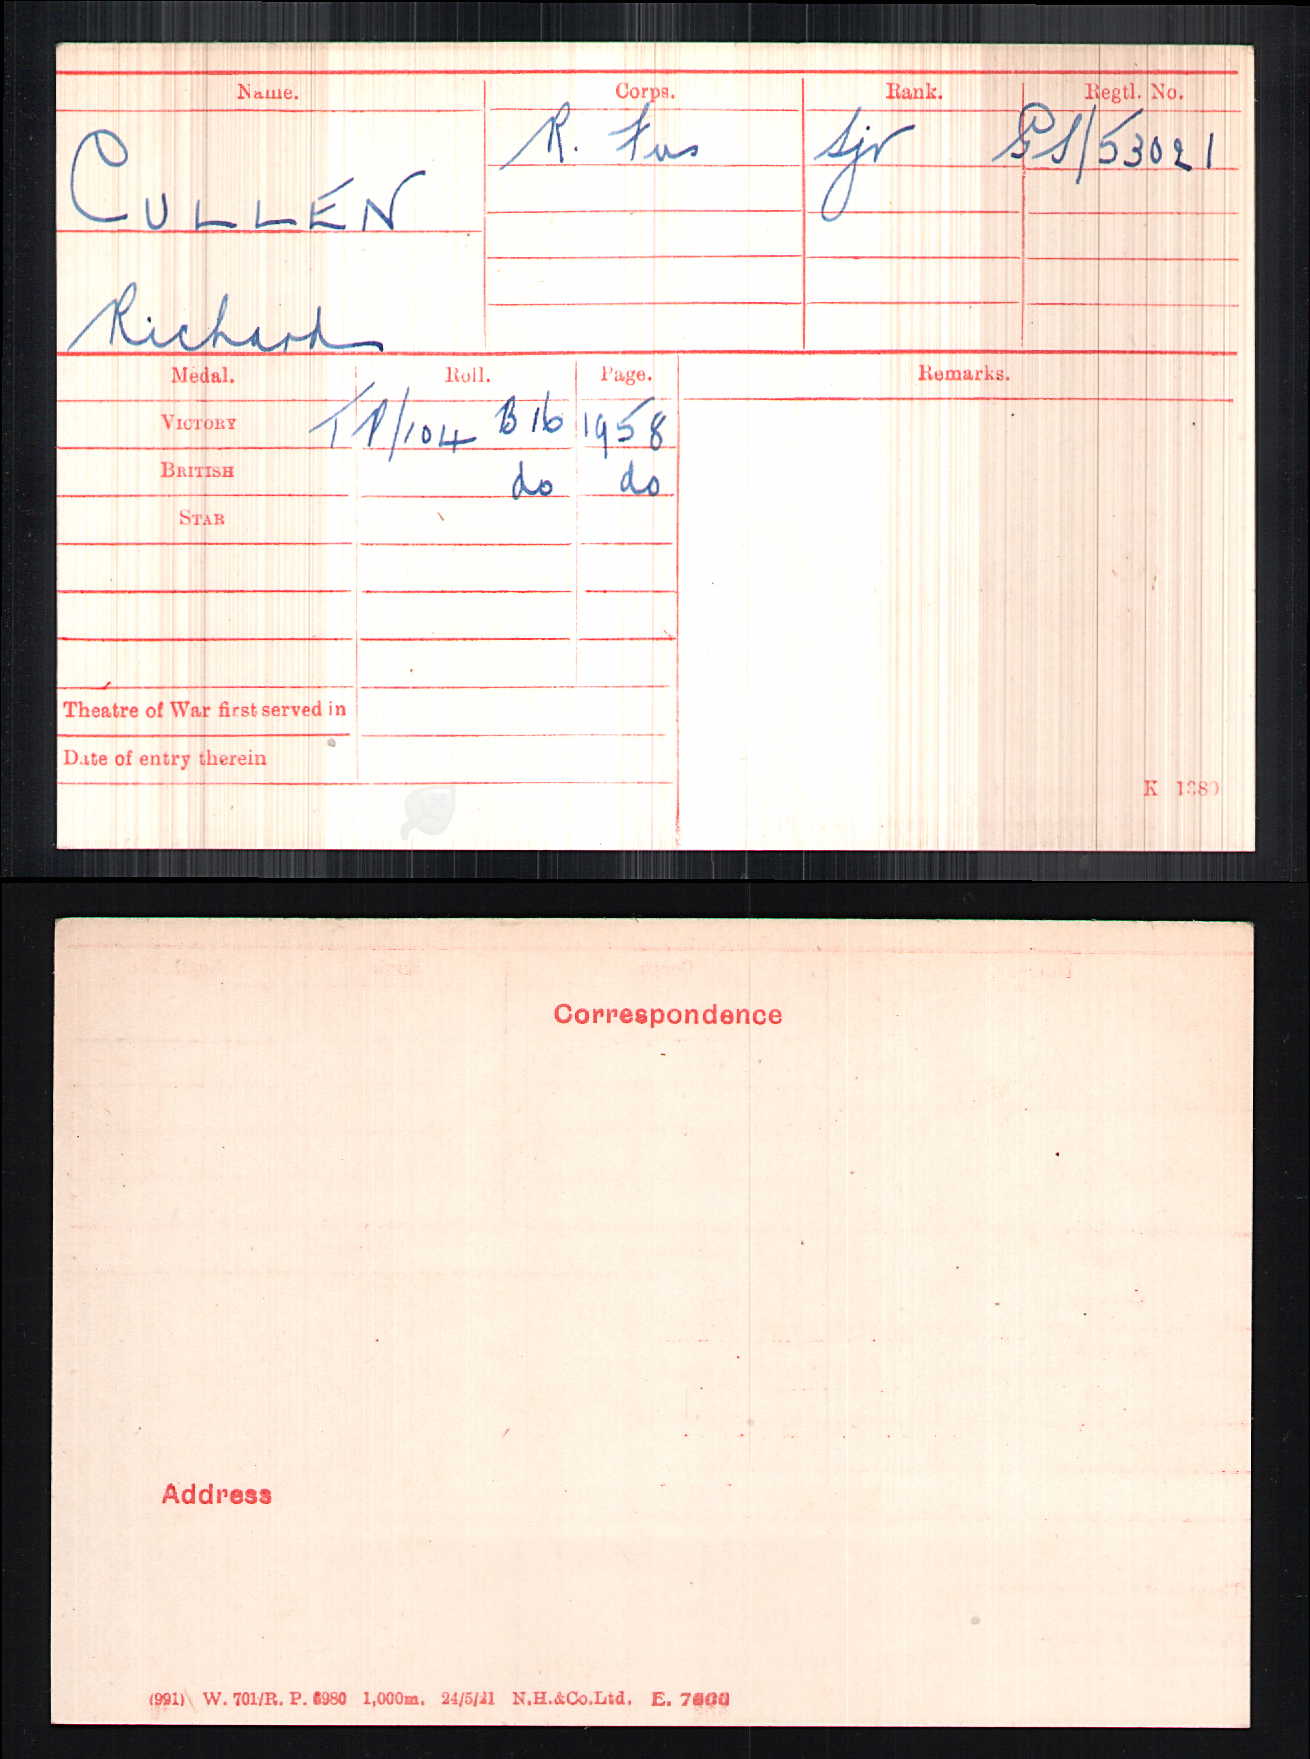 Name. Corps. Rank. Regtl. No.
CULLEN R. Fus Sjr GS/53021
Richard
Medal. Roll. Page. Remarks.
VICTORY TP/104 B16 1958
BRITISH do do
STAR
Theatre of War first served in
Date of entry therein
K 1380
Correspondence
Address
(991) W. 701/R. P. 6980 1,000m. 24/5/21 N.H.&Co.Ltd. E.